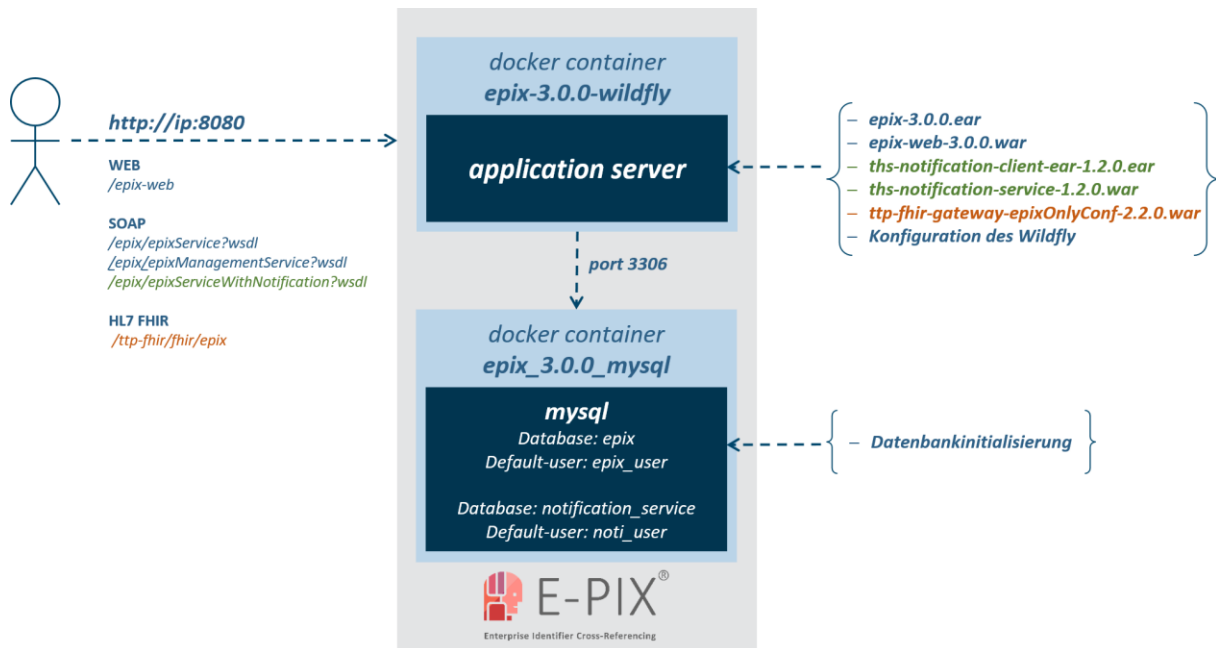 http://ip:8080
WEB
/epix-web
SOAP
/epix/epixService?wsdl
/epix/epixManagementService?wsdl
/epix/epixServiceWithNotification?wsdl
HL7 FHIR
/ttp-fhir/fhir/epix
docker container
epix-3.0.0-wildfly
application server
port 3306
docker container
epix_3.0.0_mysql
mysql
Database: epix
Default-user: epix_user
Database: notification_service
Default-user: noti_user
E-PIX®
Enterprise Identifier Cross-Referencing
– epix-3.0.0.ear
– epix-web-3.0.0.war
– ths-notification-client-ear-1.2.0.ear
– ths-notification-service-1.2.0.war
– ttp-fhir-gateway-epixOnlyConf-2.2.0.war
– Konfiguration des Wildfly
– Datenbankinitialisierung